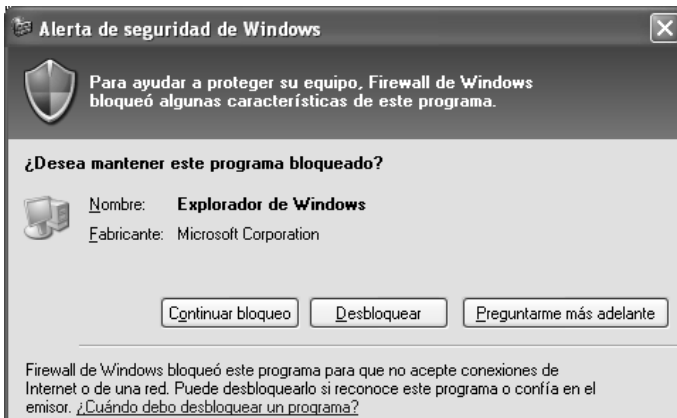 Alerta de seguridad de Windows
Para ayudar a proteger su equipo, Firewall de Windows
bloqueó algunas características de este programa.
¿Desea mantener este programa bloqueado?
Nombre: Explorador de Windows
Fabricante: Microsoft Corporation
Continuar bloqueo Desbloquear Preguntarme más adelante
Firewall de Windows bloqueó este programa para que no acepte conexiones de
Internet o de una red. Puede desbloquearlo si reconoce este programa o confía en el
emisor. ¿Cuándo debo desbloquear un programa?